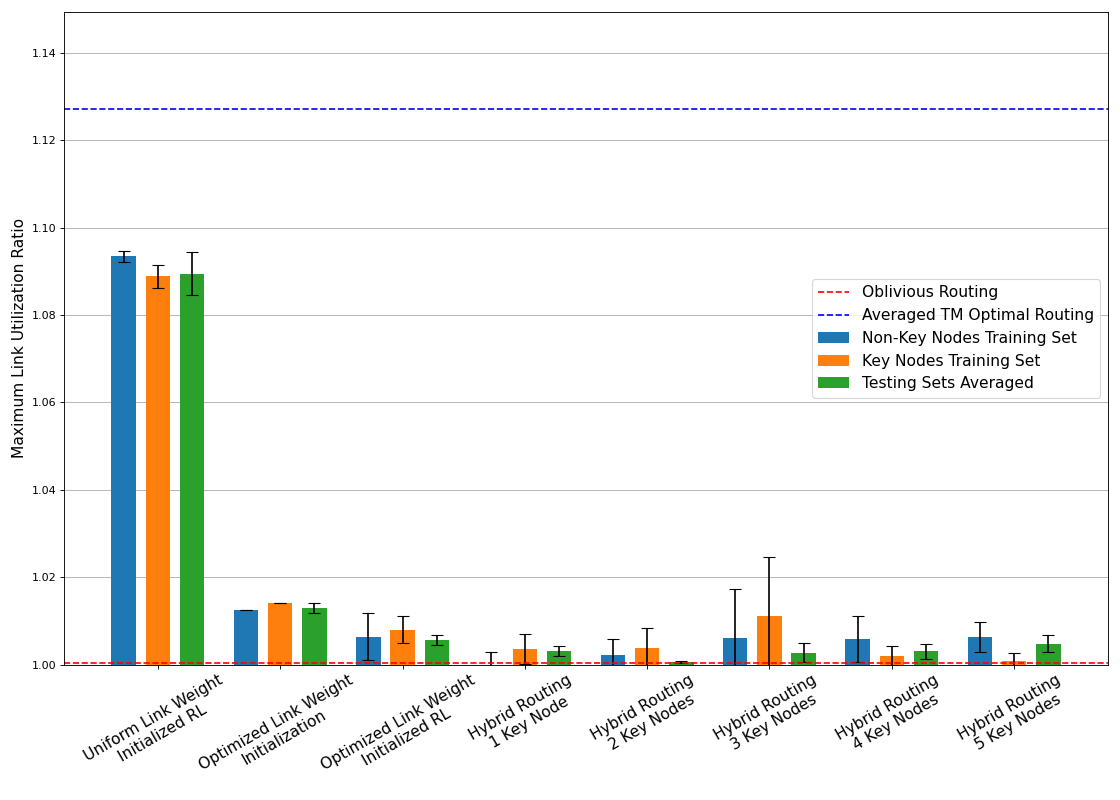 Maximum Link Utilization Ratio
1.14
1.12
1.10
1.08
1.06
1.04
1.02
1.00
Oblivious Routing
Averaged TM Optimal Routing
Non-Key Nodes Training Set
Key Nodes Training Set
Testing Sets Averaged
Uniform Link Weight
Initialized RL
Optimized Link Weight
Initialization
Optimized Link Weight
Initialized RL
Hybrid Routing
1 Key Node
Hybrid Routing
2 Key Nodes
Hybrid Routing
3 Key Nodes
Hybrid Routing
4 Key Nodes
Hybrid Routing
5 Key Nodes